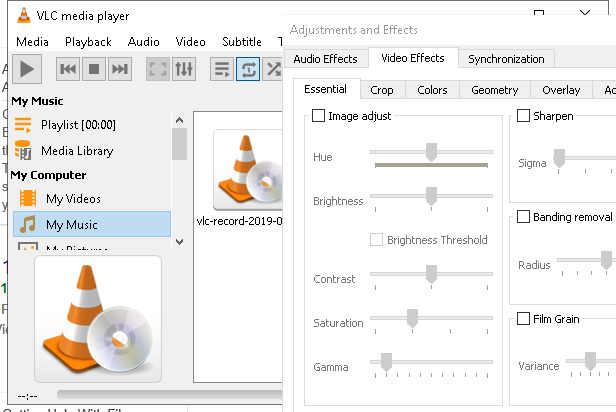 VLC media player
Media Playback Audio Video Subtitle T
My Music
Playlist [00:00]
Media Library
My Computer
My Videos
My Music
My Pictures
vlc-record-2019-0
--:--
Adjustments and Effects
Audio Effects Video Effects Synchronization
Essential Crop Colors Geometry Overlay
Image adjust
Hue
Brightness
Brightness Threshold
Contrast
Saturation
Gamma
Sharpen
Sigma
Banding removal
Radius
Film Grain
Variance